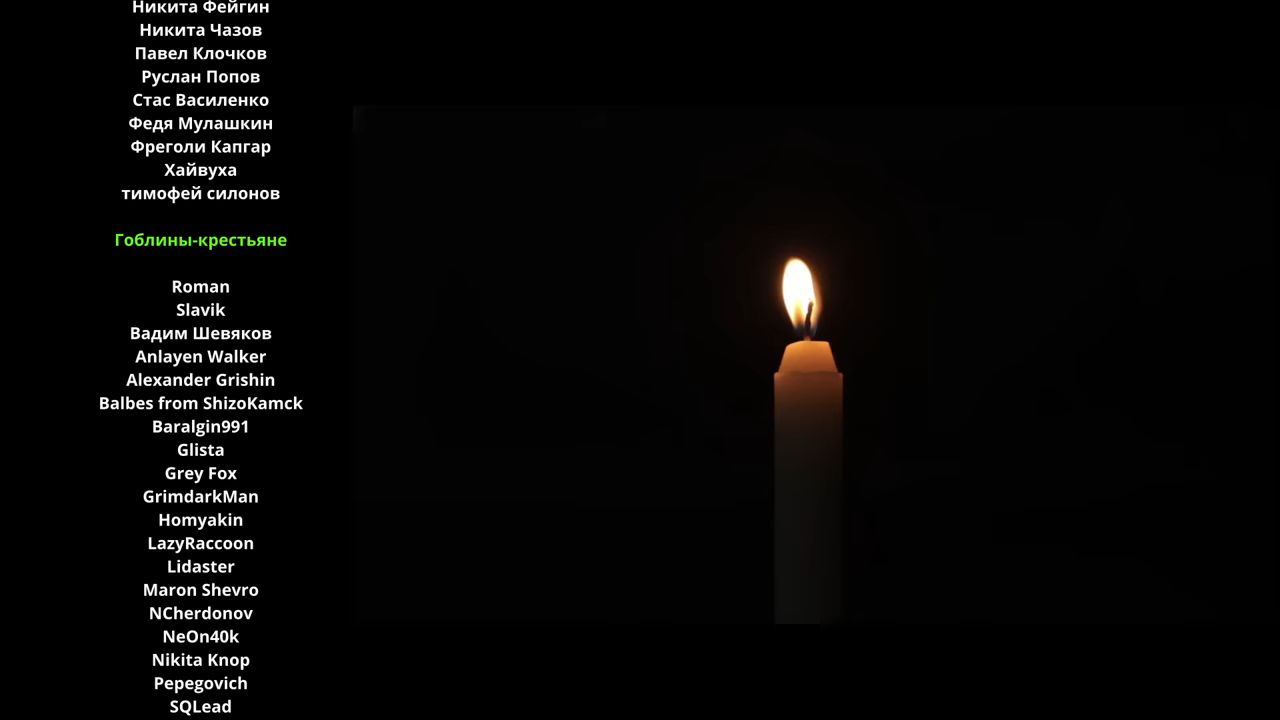 Никита Фейгин
Никита Чазов
Павел Клочков
Руслан Попов
Стас Василенко
Федя Мулашкин
Фреголи Капгар
Хайвуха
тимофей силонов
Гоблины-крестьяне
Roman
Slavik
Вадим Шевяков
Anlayen Walker
Alexander Grishin
Balbes from ShizoKamck
Baralgin991
Glista
Grey Fox
GrimdarkMan
Homyakin
LazyRaccoon
Lidaster
Maron Shevro
NCherdonov
NeOn40k
Nikita Knop
Pepegovich
SQLead